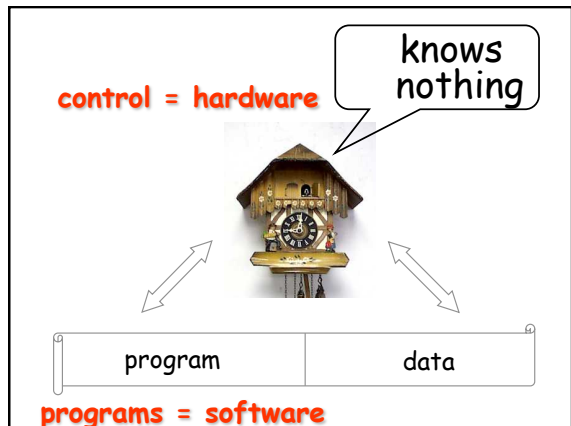 knows
nothing
control = hardware
program data
programs = software